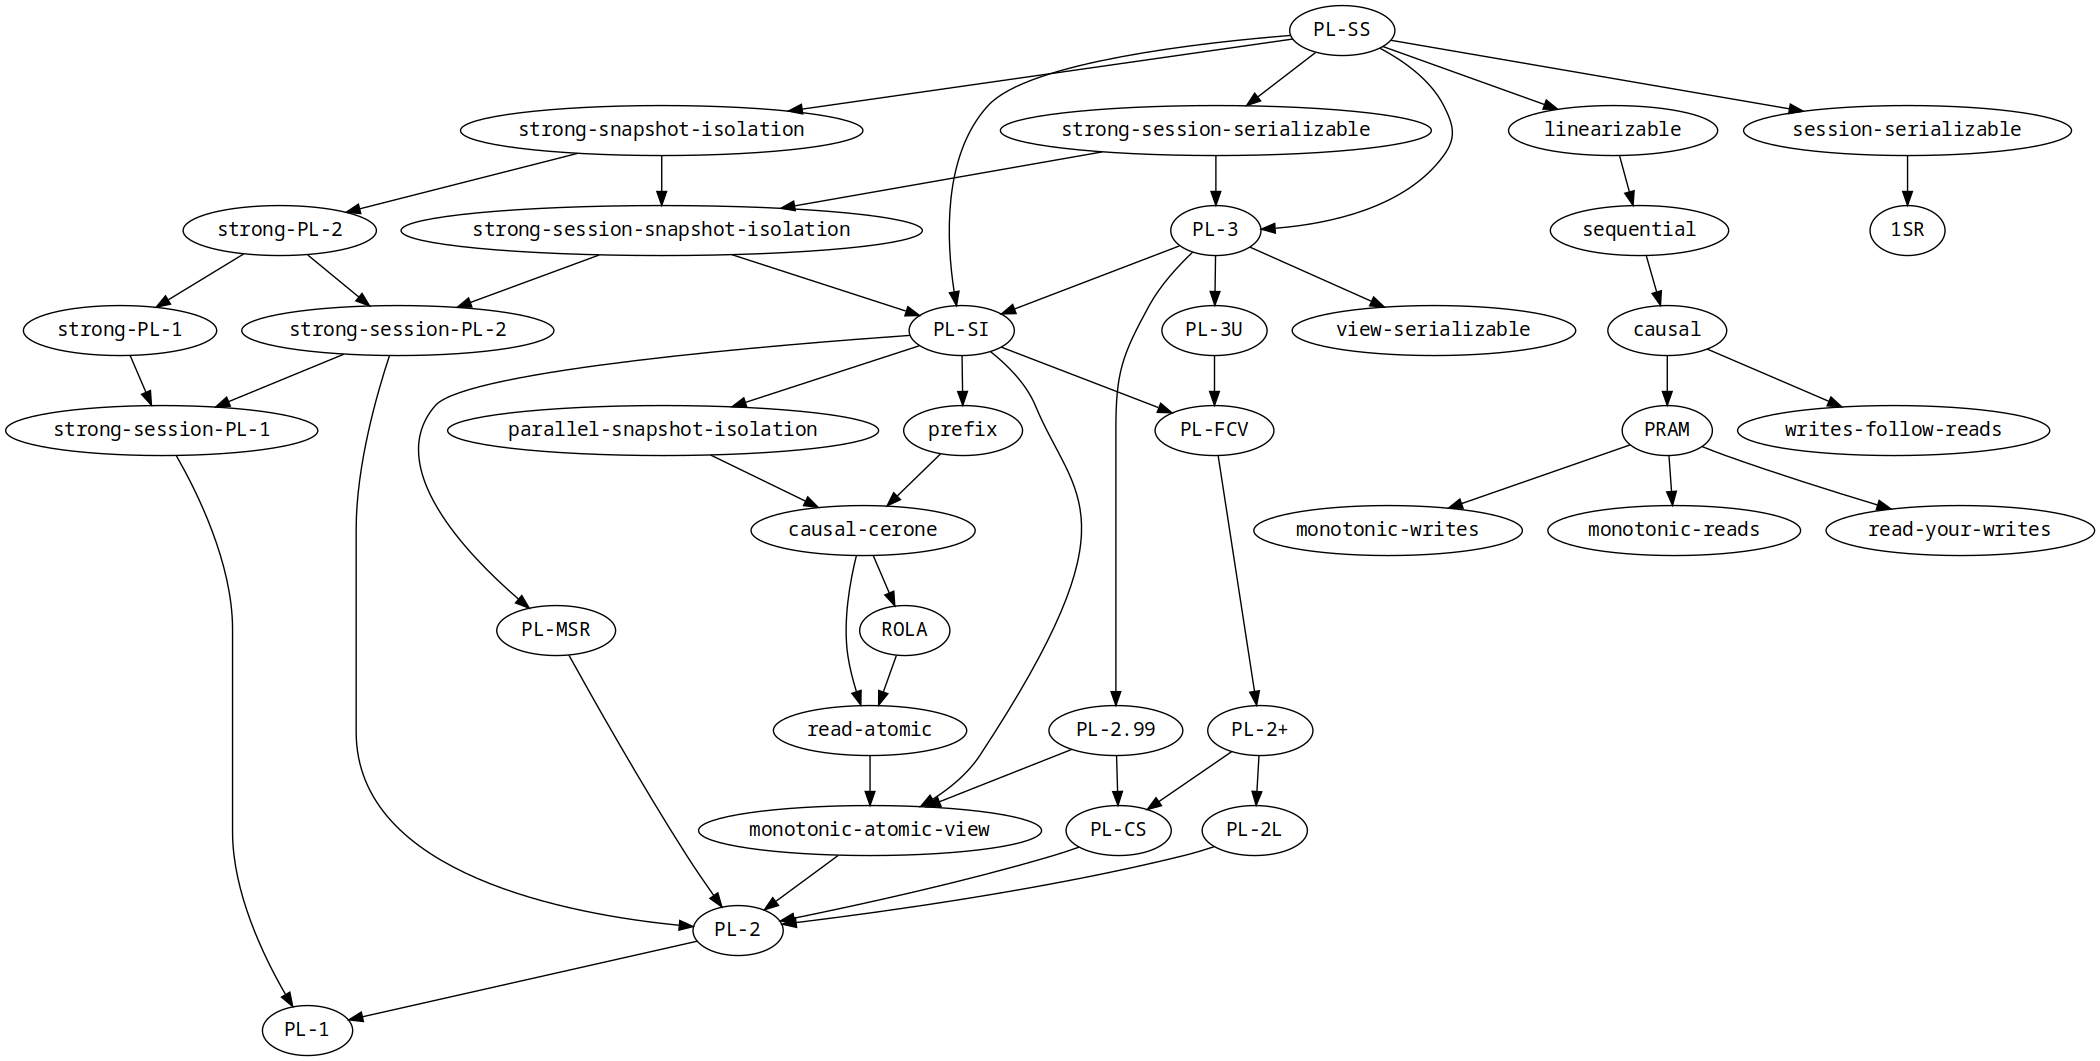 PL-SS
strong-snapshot-isolation
strong-session-serializable
linearizable
session-serializable
strong-PL-2
strong-session-snapshot-isolation
PL-3
sequential
1SR
strong-PL-1
strong-session-PL-2
PL-SI
PL-3U
view-serializable
causal
strong-session-PL-1
parallel-snapshot-isolation
prefix
PL-FCV
PRAM
writes-follow-reads
causal-cerone
monotonic-writes
monotonic-reads
read-your-writes
PL-MSR
ROLA
read-atomic
PL-2.99
PL-2+
monotonic-atomic-view
PL-CS
PL-2L
PL-2
PL-1